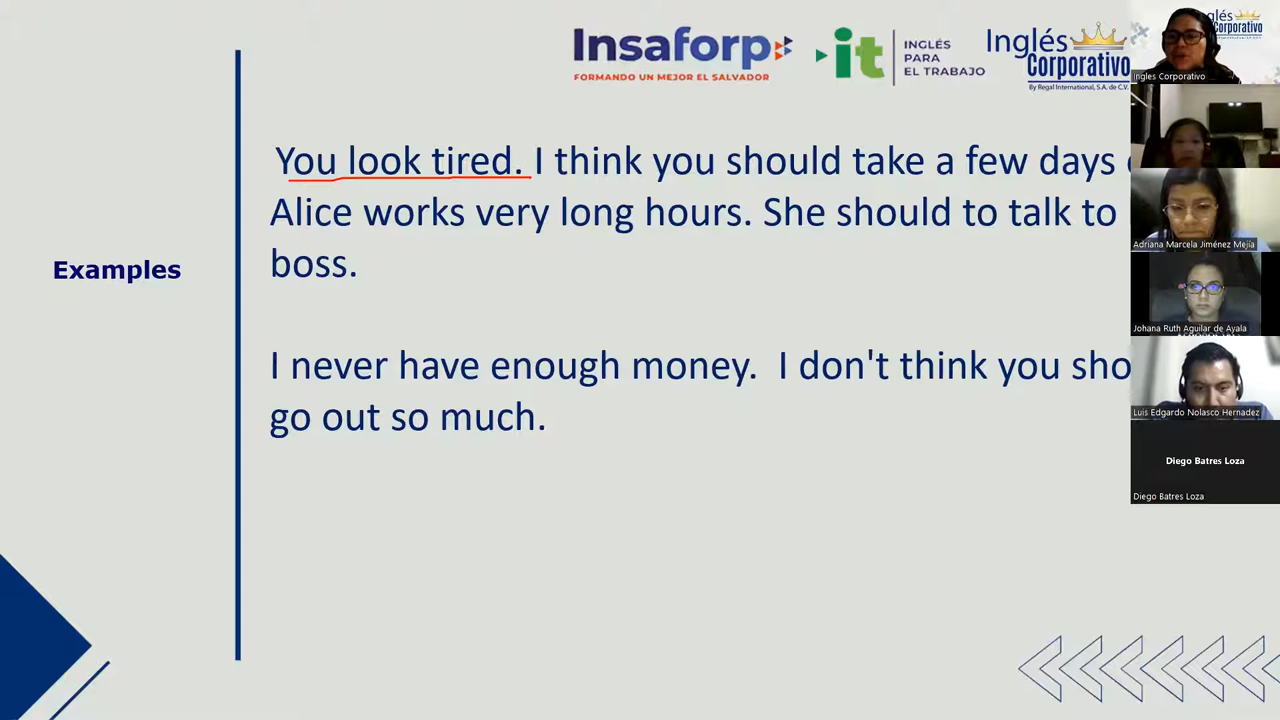 Insaforp
FORMANDO UN MEJOR EL SALVADOR
it
INGLÉS
PARA
EL TRABAJO
Inglés
Corporativo
By Regal International, S.A. de C.V.
Ingles Corporativo
You look tired. I think you should take a few days
Alice works very long hours. She should to talk to
boss.
Examples
I never have enough money. I don't think you sho
go out so much.
Adriana Marcela Jiménez Mejía
Johana Ruth Aguilar de Ayala
Luis Edgardo Nolasco Hernadez
Diego Batres Loza
Diego Batres Loza